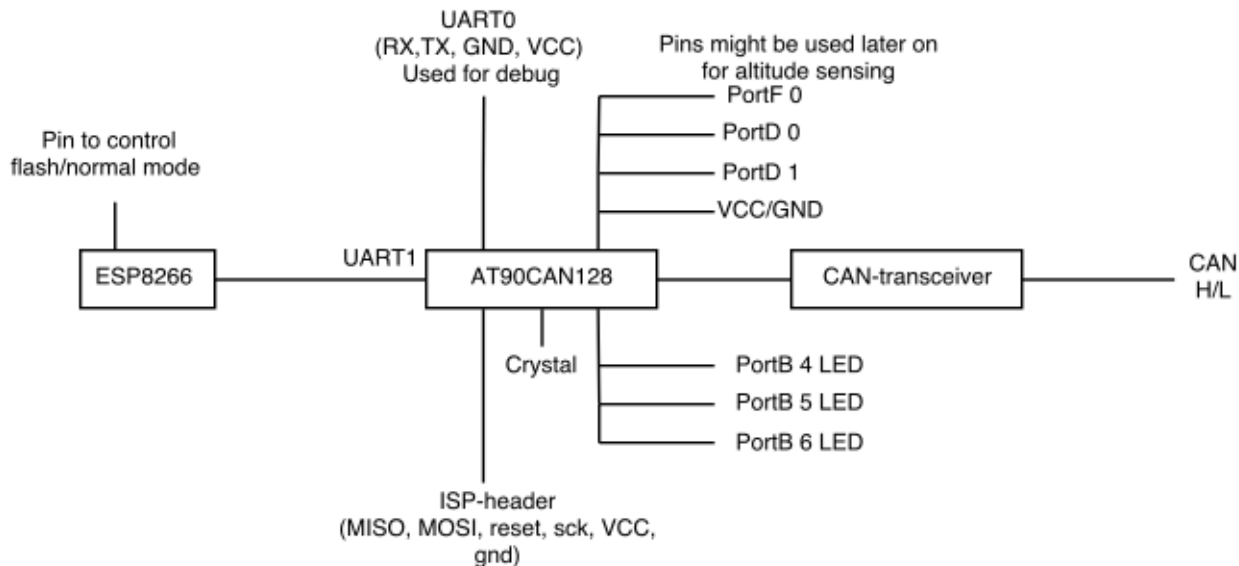 UART0
(RX,TX, GND, VCC)
Used for debug
Pins might be used later on
for altitude sensing
PortF 0
PortD 0
PortD 1
VCC/GND
Pin to control
flash/normal mode
ESP8266
UART1
AT90CAN128
CAN-transceiver
CAN
H/L
Crystal
PortB 4 LED
PortB 5 LED
PortB 6 LED
ISP-header
(MISO, MOSI, reset, sck, VCC,
gnd)